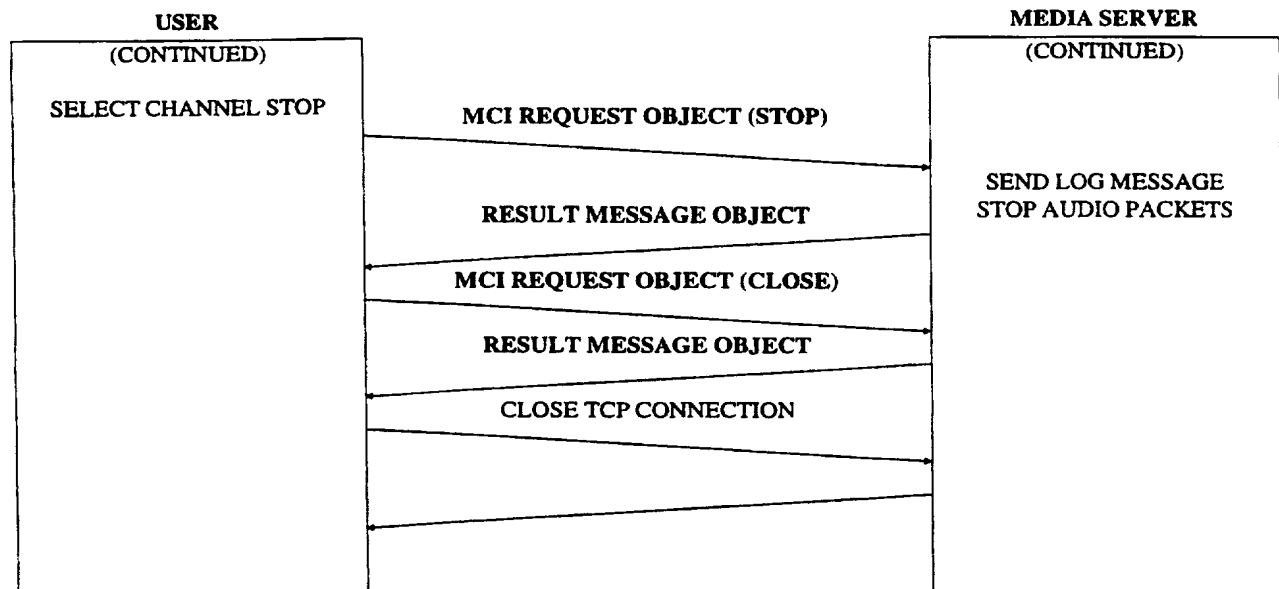 USER
MEDIA SERVER
(CONTINUED)
(CONTINUED)
SELECT CHANNEL STOP
MCI REQUEST OBJECT (STOP)
SEND LOG MESSAGE
STOP AUDIO PACKETS
RESULT MESSAGE OBJECT
MCI REQUEST OBJECT (CLOSE)
RESULT MESSAGE OBJECT
CLOSE TCP CONNECTION